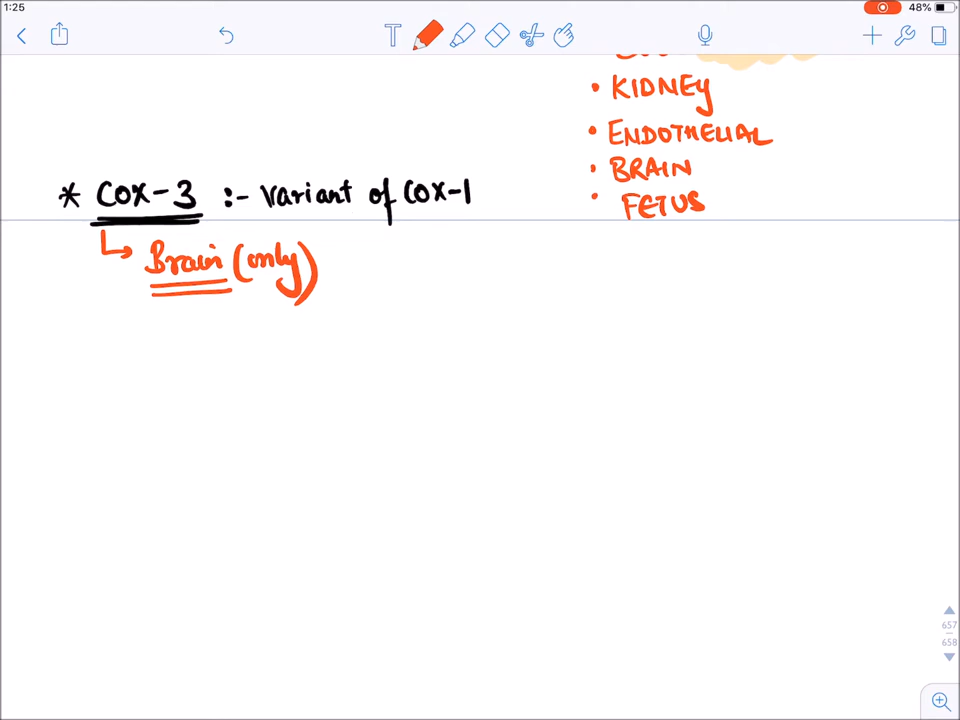 1:25
48%
T
• KIDNEY
• ENDOTHELIAL
• BRAIN
• FETUS
* COX-3 :- Variant of COX-1
↳ Brain (only)
657
658